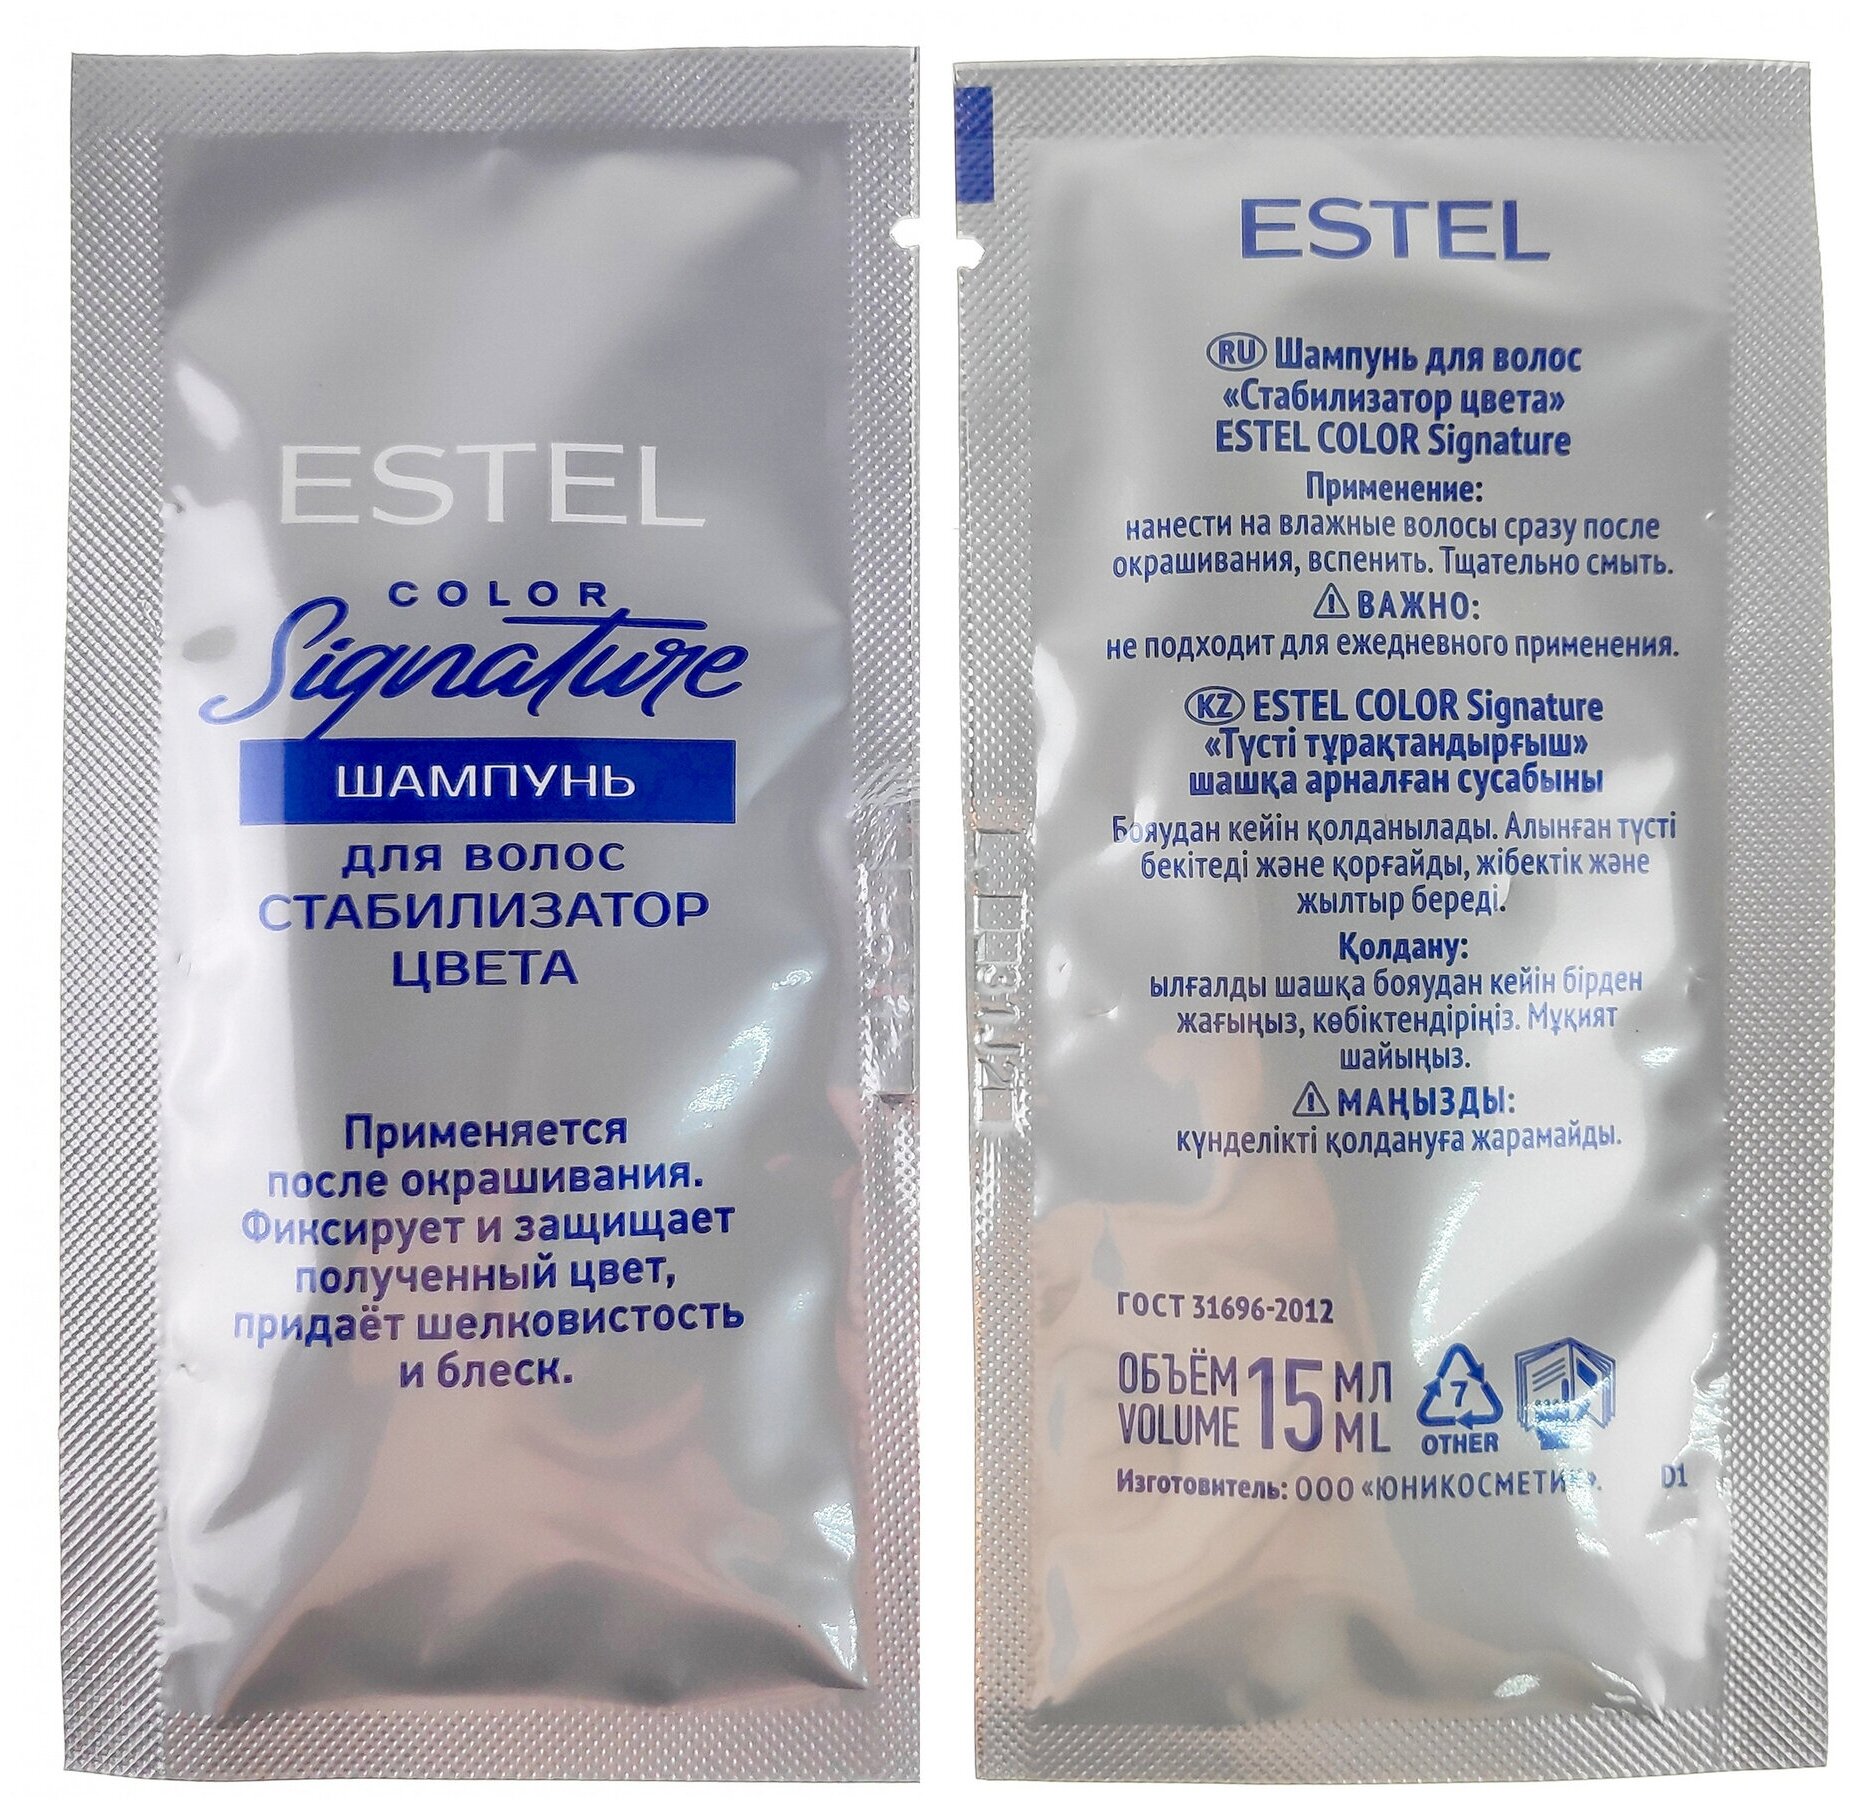 ESTEL
COLOR
Signature
ШАМПУНЬ
ДЛЯ ВОЛОС
СТАБИЛИЗАТОР
ЦВЕТА
Применяется
после окрашивания.
Фиксирует и защищает
полученный цвет,
придаёт шелковистость
и блеск.
ESTEL
RU Шампунь для волос
«Стабилизатор цвета»
ESTEL COLOR Signature
Применение:
нанести на влажные волосы сразу после
окрашивания, вспенить. Тщательно смыть.
ВАЖНО:
не подходит для ежедневного применения.
KZ ESTEL COLOR Signature
«Түсті тұрақтандырғыш»
шашқа арналған сусабыны
Бояудан кейін қолданылады. Алынған түсті
бекітеді және қорғайды, жібектік және
жылтыр береді.
Қолдану:
ылғалды шашқа бояудан кейін бірден
жағыңыз, көбіктендіріңіз. Мұқият
шайыңыз.
МАҢЫЗДЫ:
күнделікті қолдануға жарамайды.
ГОСТ 31696-2012
ОБЪЁМ 15 МЛ
VOLUME ML
7
OTHER
Изготовитель: ООО
D1